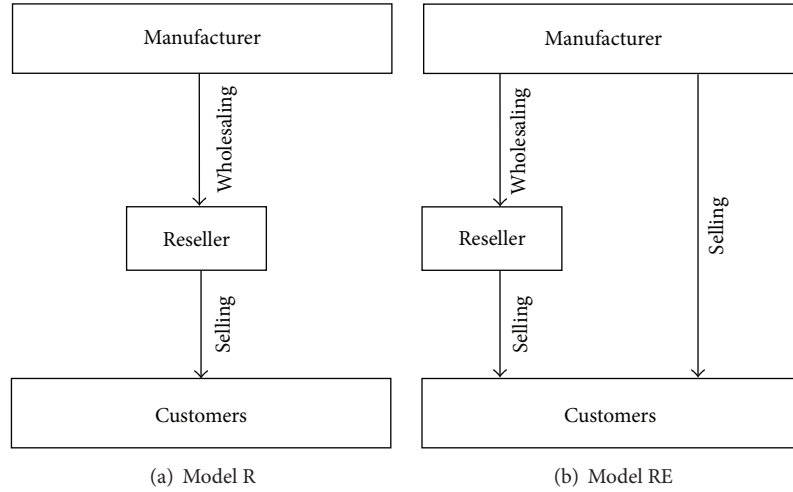 Manufacturer
Wholesaling
Reseller
Selling
Customers
(a) Model R
Manufacturer
Wholesaling
Reseller
Selling
Selling
Customers
(b) Model RE